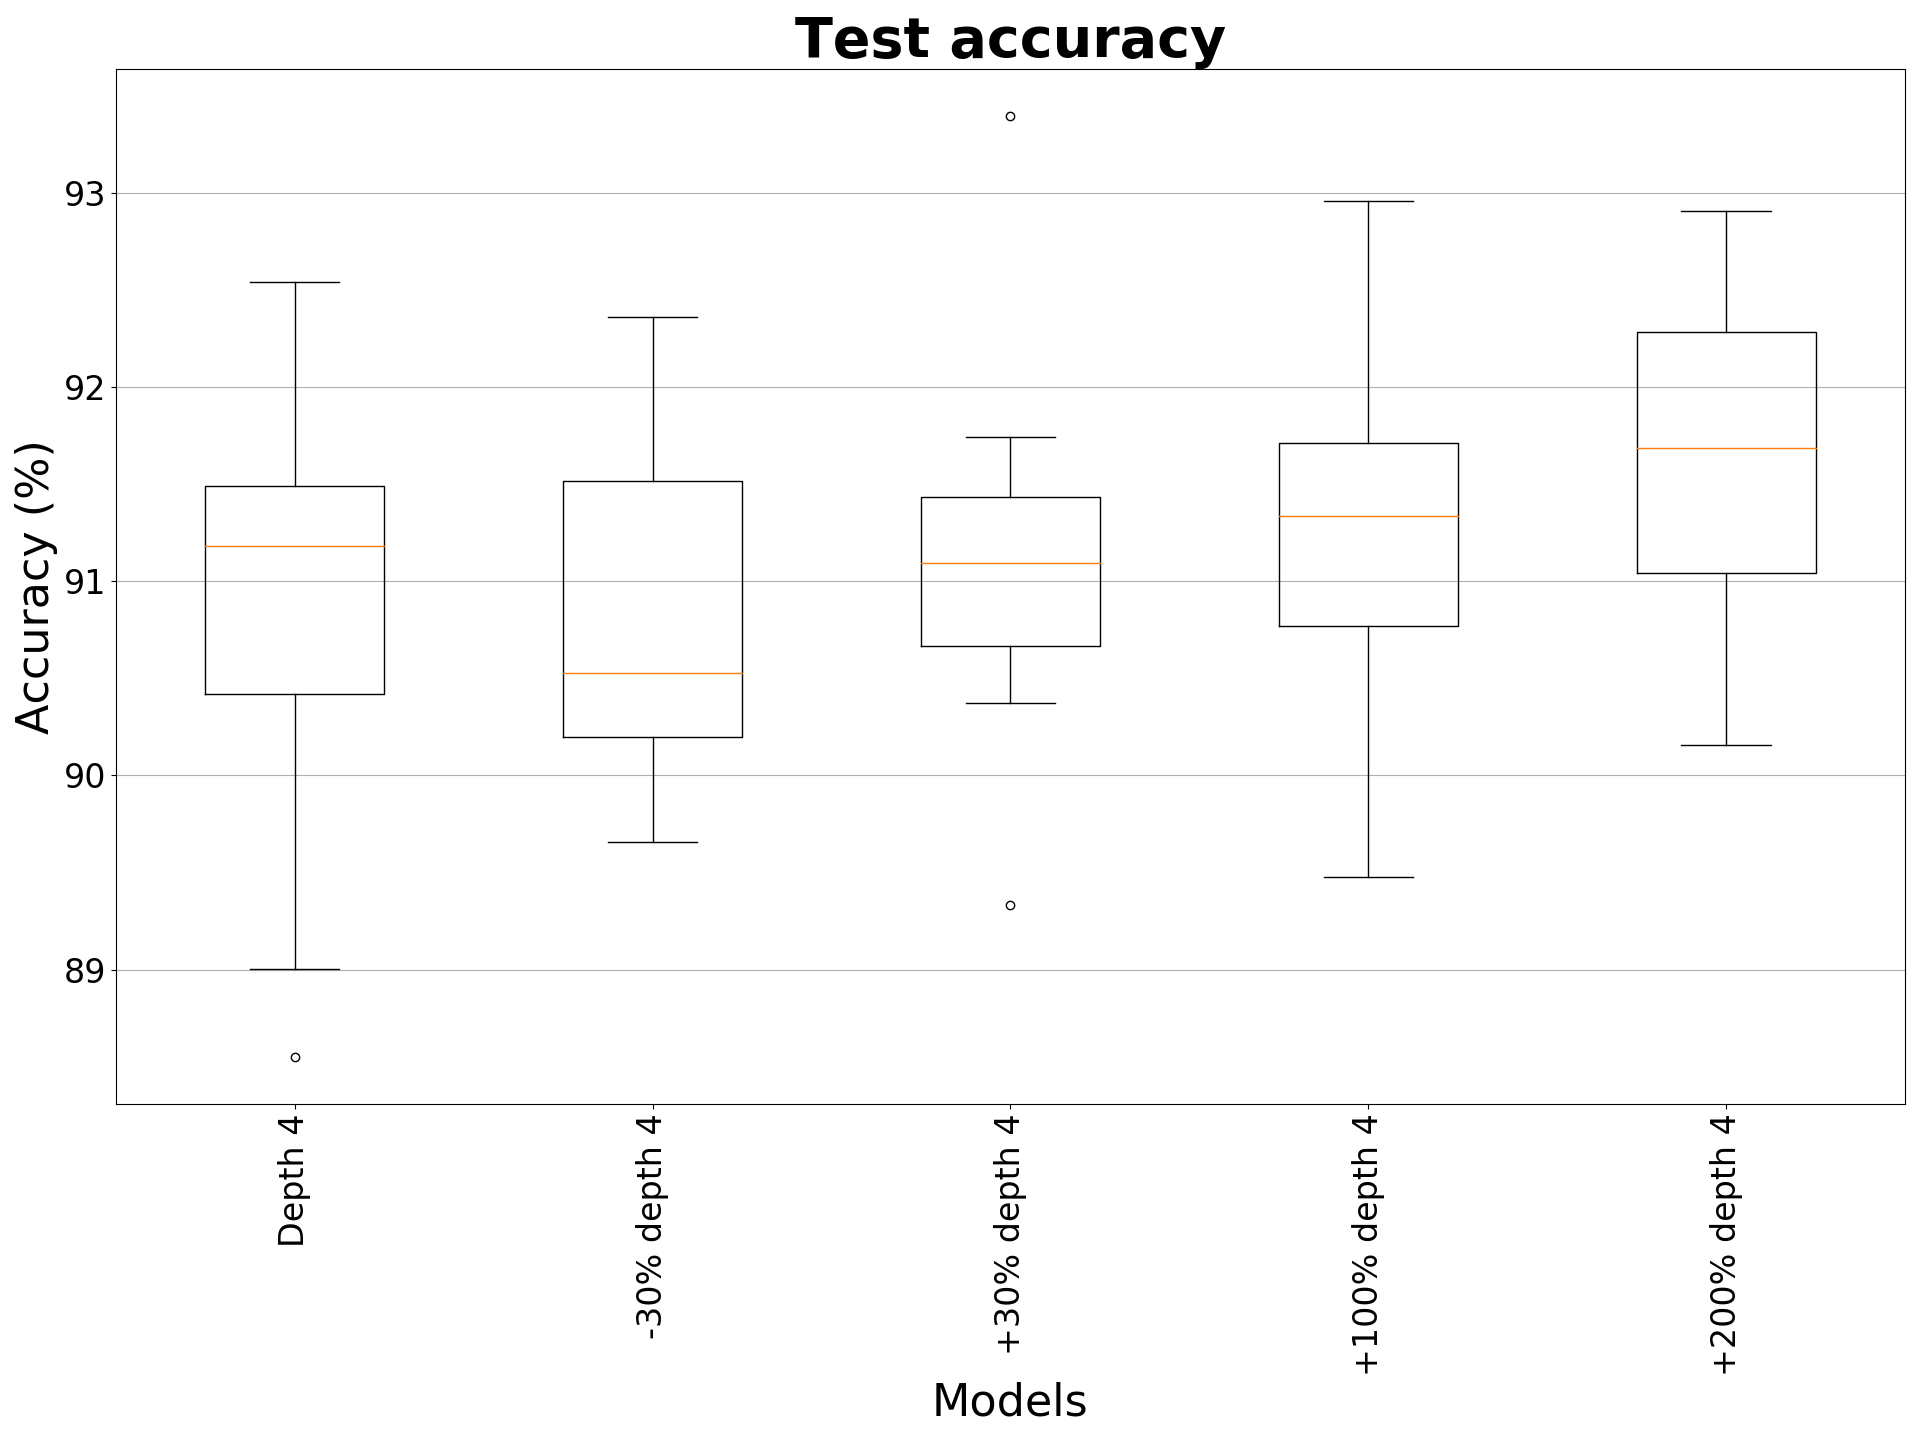 Test accuracy
Accuracy (%)
93
92
91
90
89
Depth 4
-30% depth 4
+30% depth 4
+100% depth 4
+200% depth 4
Models